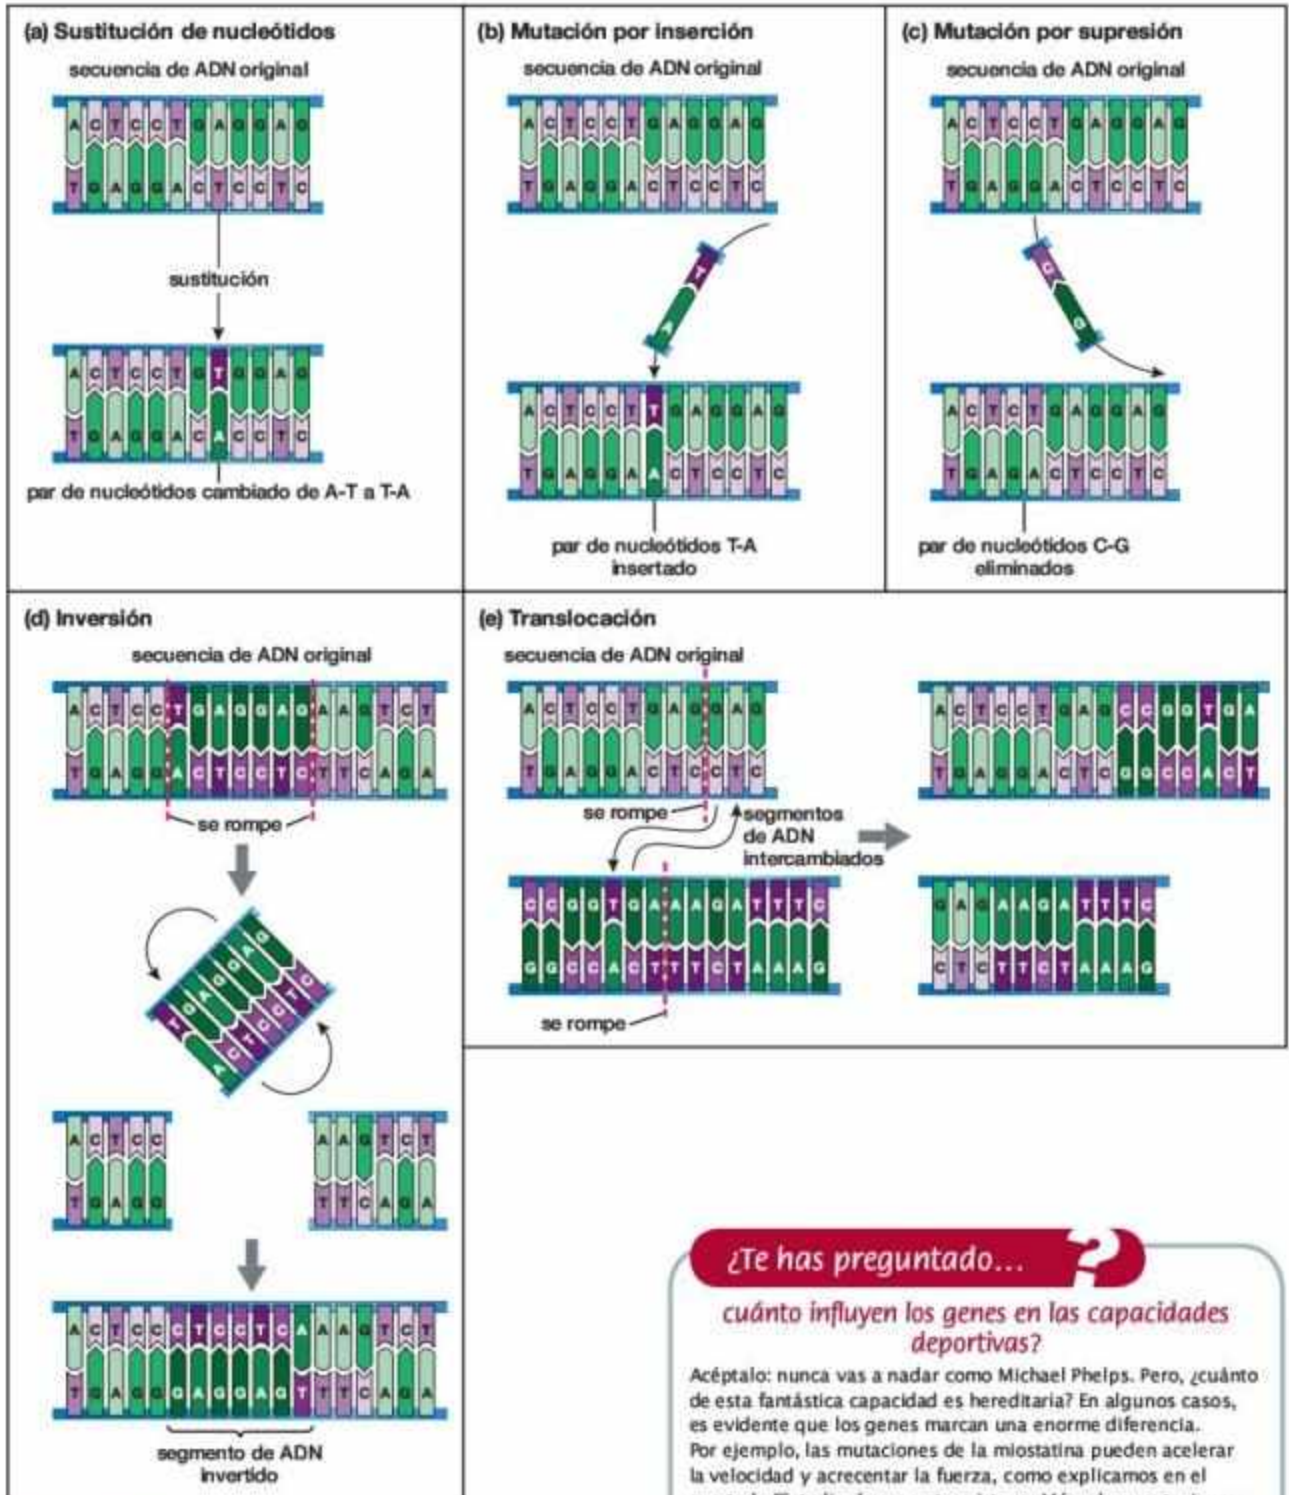 (a) Sustitución de nucleótidos
secuencia de ADN original
A C T C C T G A G G A G
T G A G G A C T C C T C
sustitución
A C T C C T G T G G A G
T G A G G A C A C C T C
par de nucleótidos cambiado de A-T a T-A
(b) Mutación por inserción
secuencia de ADN original
A C T C C T G A G G A G
T G A G G A C T C C T C
T
A
A C T C C T T G A G G A G
T G A G G A A C T C C T C
par de nucleótidos T-A
insertado
(c) Mutación por supresión
secuencia de ADN original
A C T C C T G A G G A G
T G A G G A C T C C T C
G
A C T C T G A G G A G
T G A G A C T C C T C
par de nucleótidos C-G
eliminados
(d) Inversión
secuencia de ADN original
A C T C C T G A G G A G A A G T C T
T G A G G A C T C C T C T T C A G A
se rompe
T G A G G A G
A C T C C T C
A C T C C
T G A G G
A A G T C T
T T C A G A
A C T C C C T C C T C A A A G T C T
T G A G G G A G G A G T T T C A G A
segmento de ADN
invertido
(e) Translocación
secuencia de ADN original
A C T C C T G A G G A G
T G A G G A C T C C T C
se rompe
segmentos
de ADN
intercambiados
C C G G T G A A A G A T T T C
G G C C A C T T T C T A A A G
se rompe
A C T C C T G A G C C G G T G A
T G A G G A C T C G G C C A C T
G A G A A G A T T T C
C T C T T C T A A A G
¿Te has preguntado...
?
cuánto influyen los genes en las capacidades
deportivas?
Acéptalo: nunca vas a nadar como Michael Phelps. Pero, ¿cuánto
de esta fantástica capacidad es hereditaria? En algunos casos,
es evidente que los genes marcan una enorme diferencia.
Por ejemplo, las mutaciones de la miostatina pueden acelerar
la velocidad y acrecentar la fuerza, como explicamos en el